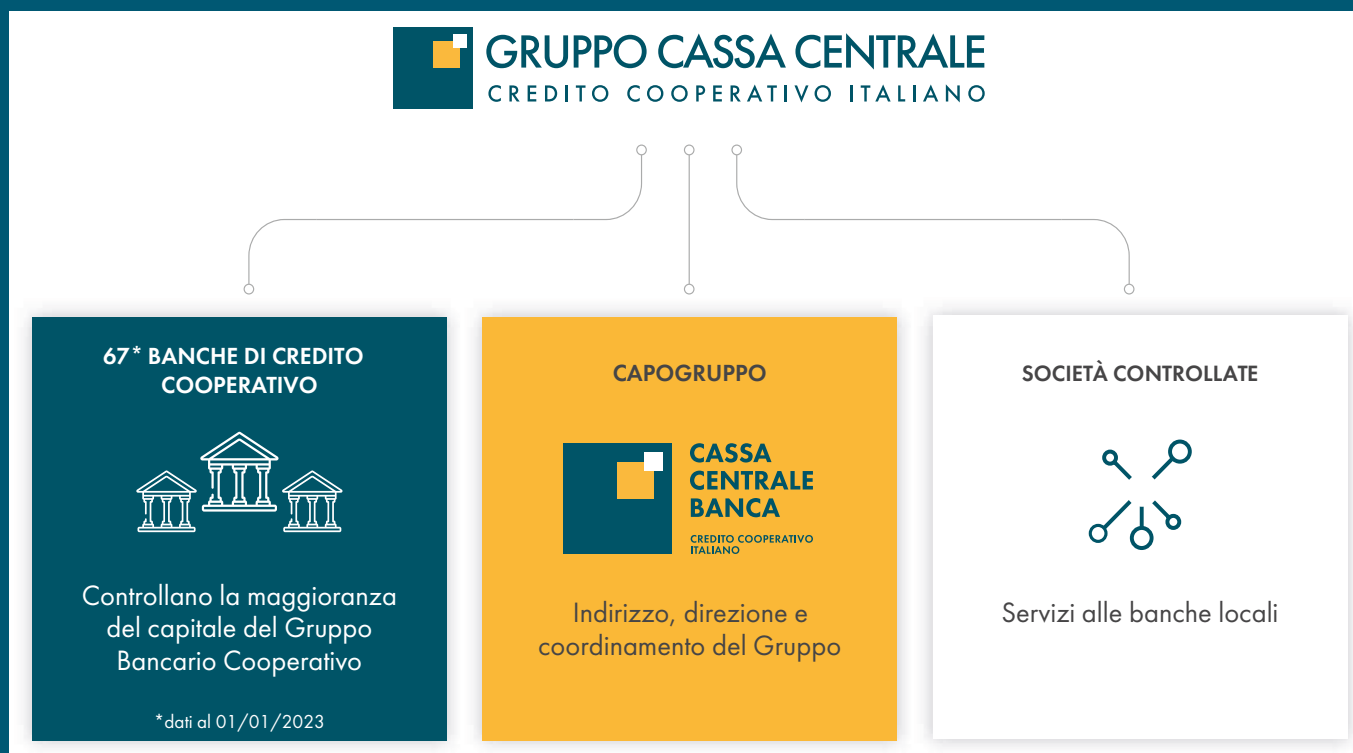 GRUPPO CASSA CENTRALE
CREDITO COOPERATIVO ITALIANO
67* BANCHE DI CREDITO
COOPERATIVO
Controllano la maggioranza
del capitale del Gruppo
Bancario Cooperativo
*dati al 01/01/2023
CAPOGRUPPO
CASSA
CENTRALE
BANCA
CREDITO COOPERATIVO
ITALIANO
Indirizzo, direzione e
coordinamento del Gruppo
SOCIETÀ CONTROLLATE
Servizi alle banche locali